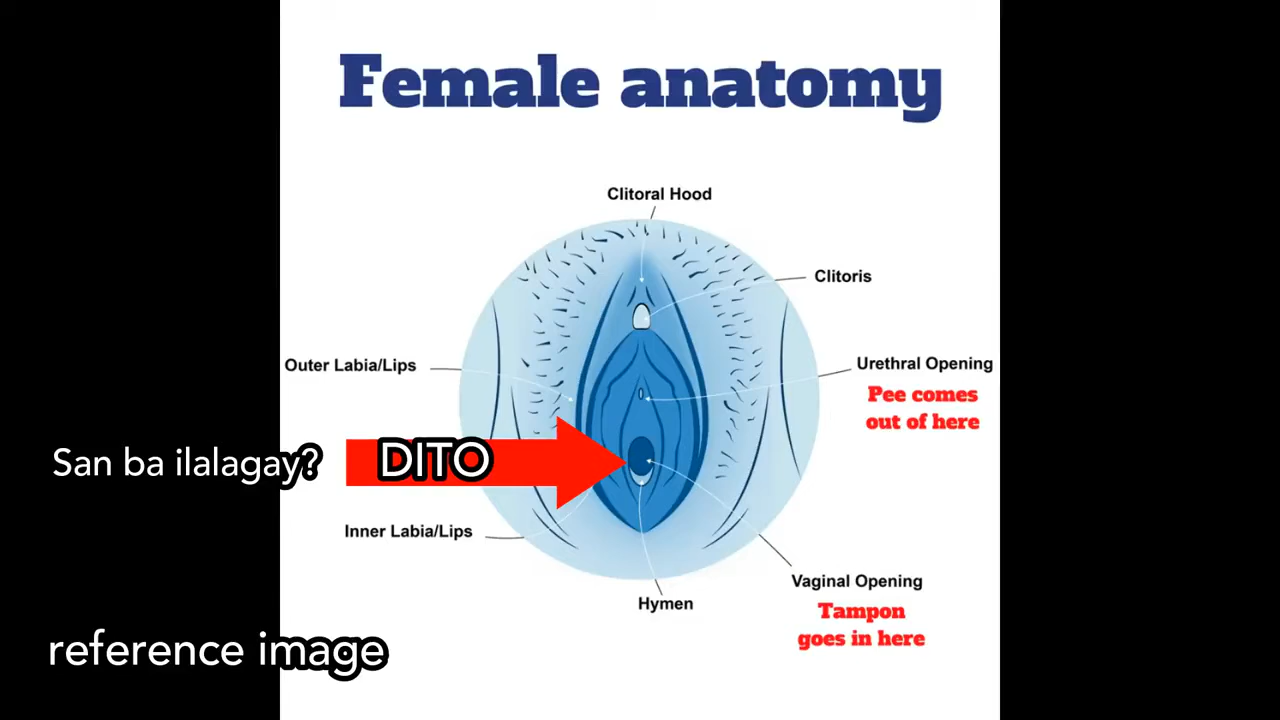 Female anatomy
Clitoral Hood
Clitoris
Outer Labia/Lips
Urethral Opening
Pee comes
out of here
San ba ilalagay?
DITO
Inner Labia/Lips
Vaginal Opening
Hymen
Tampon
goes in here
reference image